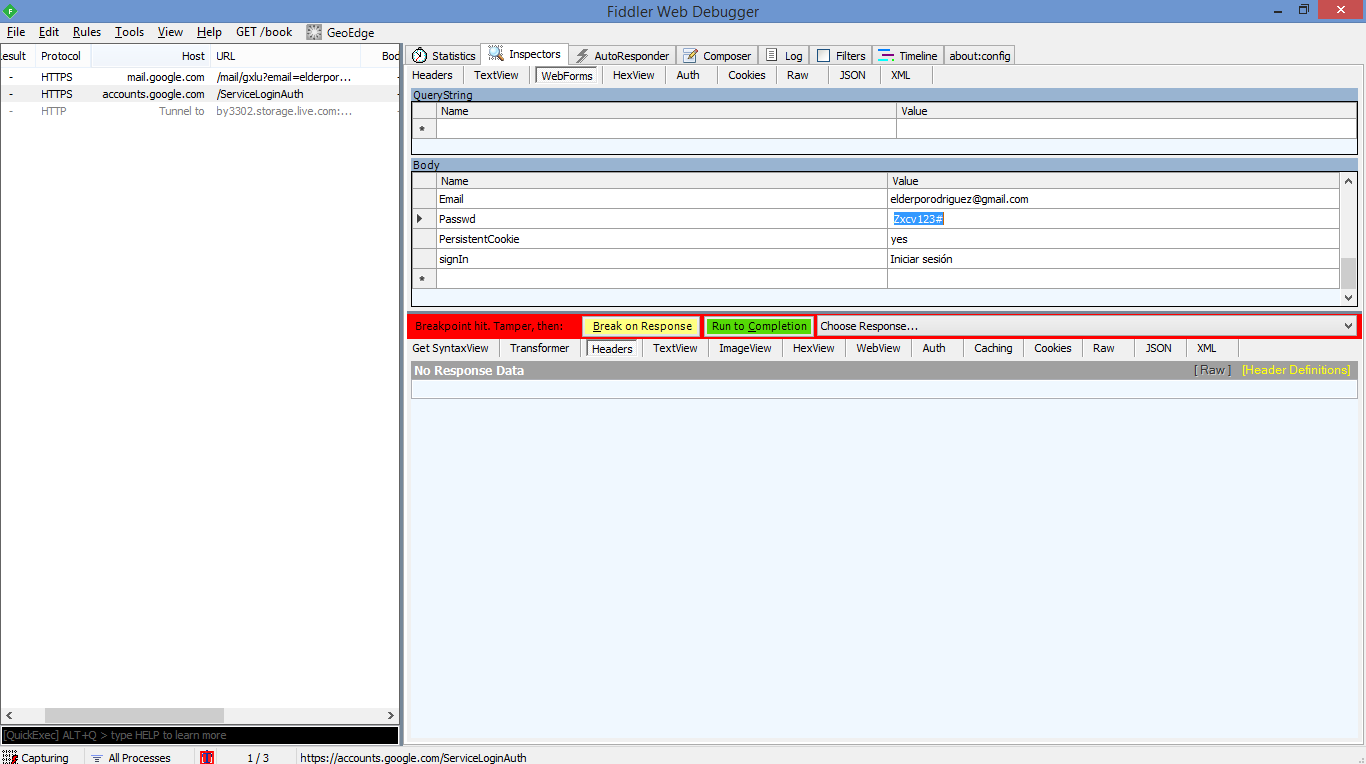 Fiddler Web Debugger
File Edit Rules Tools View Help GET /book GeoEdge
esult Protocol Host URL Bod
- HTTPS mail.google.com /mail/gxlu?email=elderpor... -
- HTTPS accounts.google.com /ServiceLoginAuth -
- HTTP Tunnel to by3302.storage.live.com:... -
Statistics Inspectors AutoResponder Composer Log Filters Timeline about:config
Headers TextView WebForms HexView Auth Cookies Raw JSON XML
QueryString
Name Value
*
Body
Name Value
Email elderporodriguez@gmail.com
Passwd Zxcv123#
PersistentCookie yes
signIn Iniciar sesión
*
Breakpoint hit. Tamper, then: Break on Response Run to Completion Choose Response...
Get SyntaxView Transformer Headers TextView ImageView HexView WebView Auth Caching Cookies Raw JSON XML
No Response Data [ Raw ] [Header Definitions]
[QuickExec] ALT+Q > type HELP to learn more
Capturing All Processes 1 / 3 https://accounts.google.com/ServiceLoginAuth